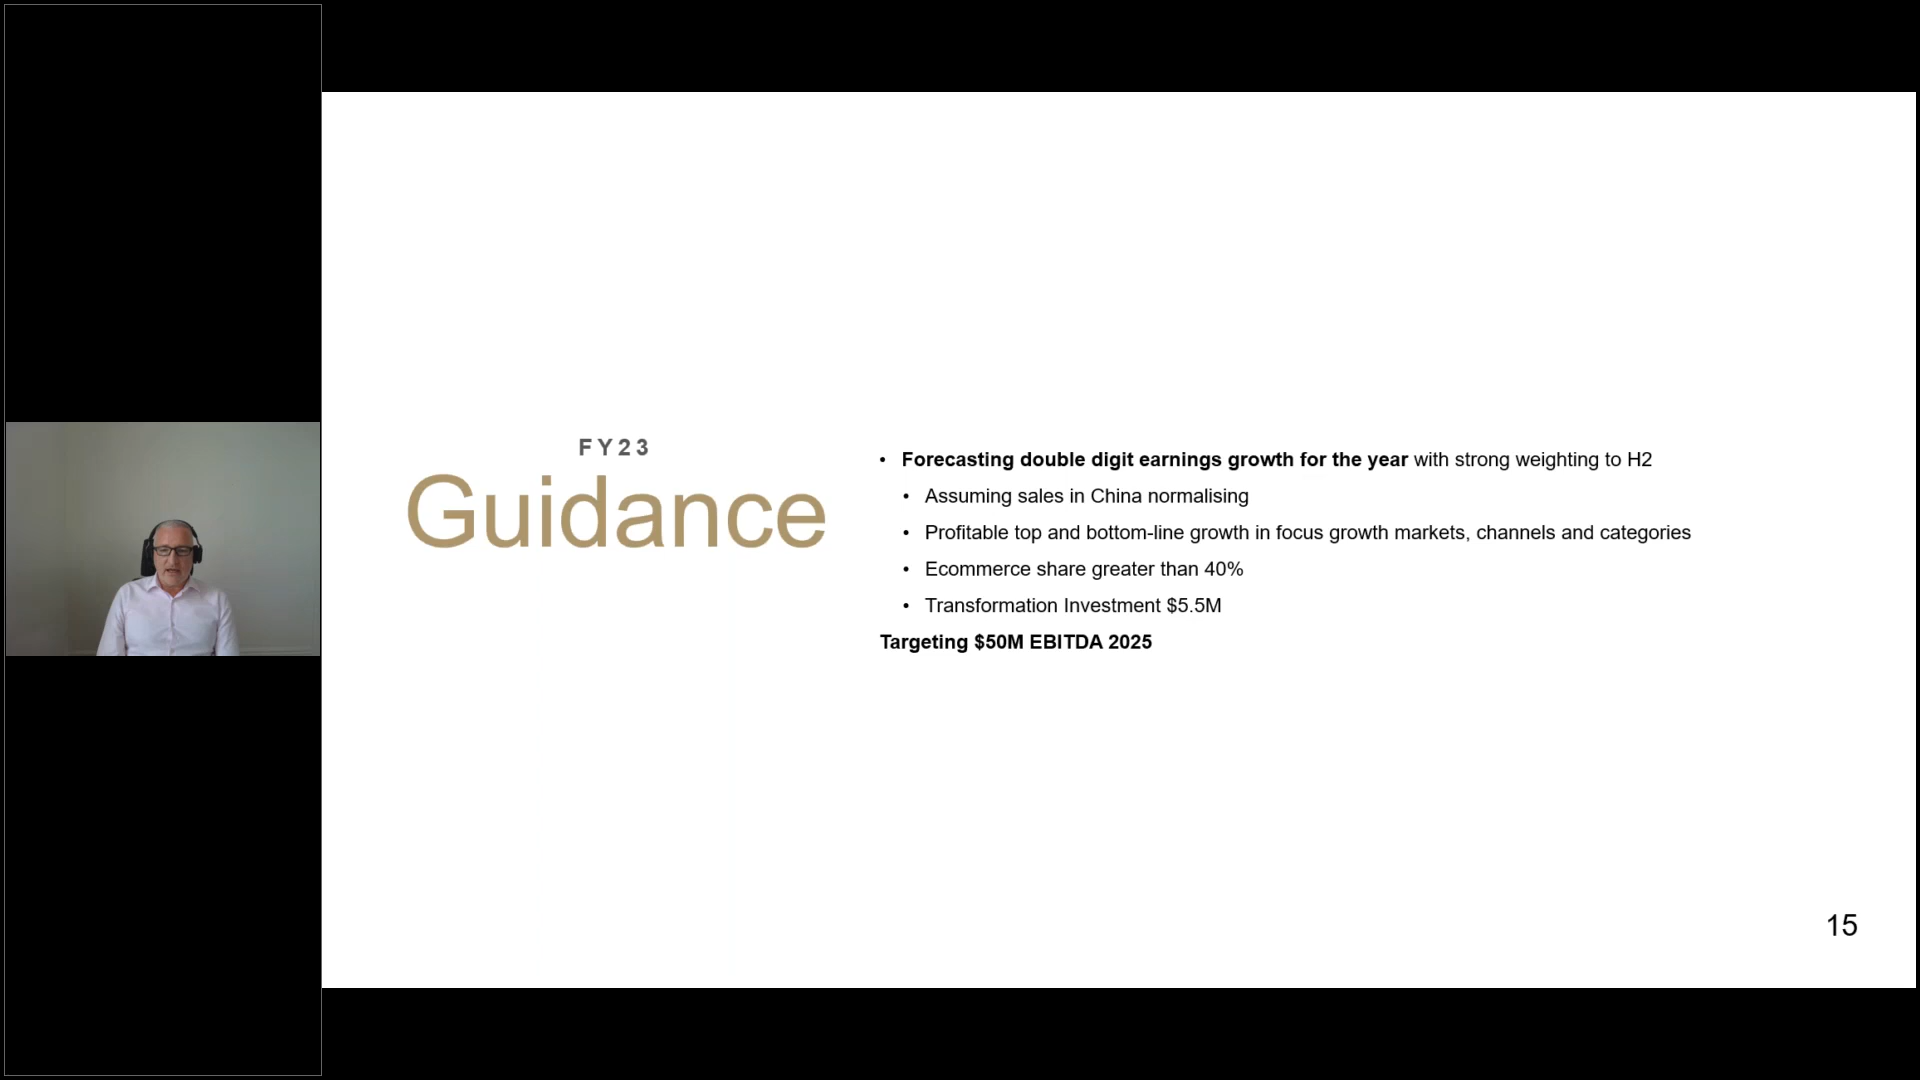 FY23
Guidance
• Forecasting double digit earnings growth for the year with strong weighting to H2
• Assuming sales in China normalising
• Profitable top and bottom-line growth in focus growth markets, channels and categories
• Ecommerce share greater than 40%
• Transformation Investment $5.5M
Targeting $50M EBITDA 2025
15